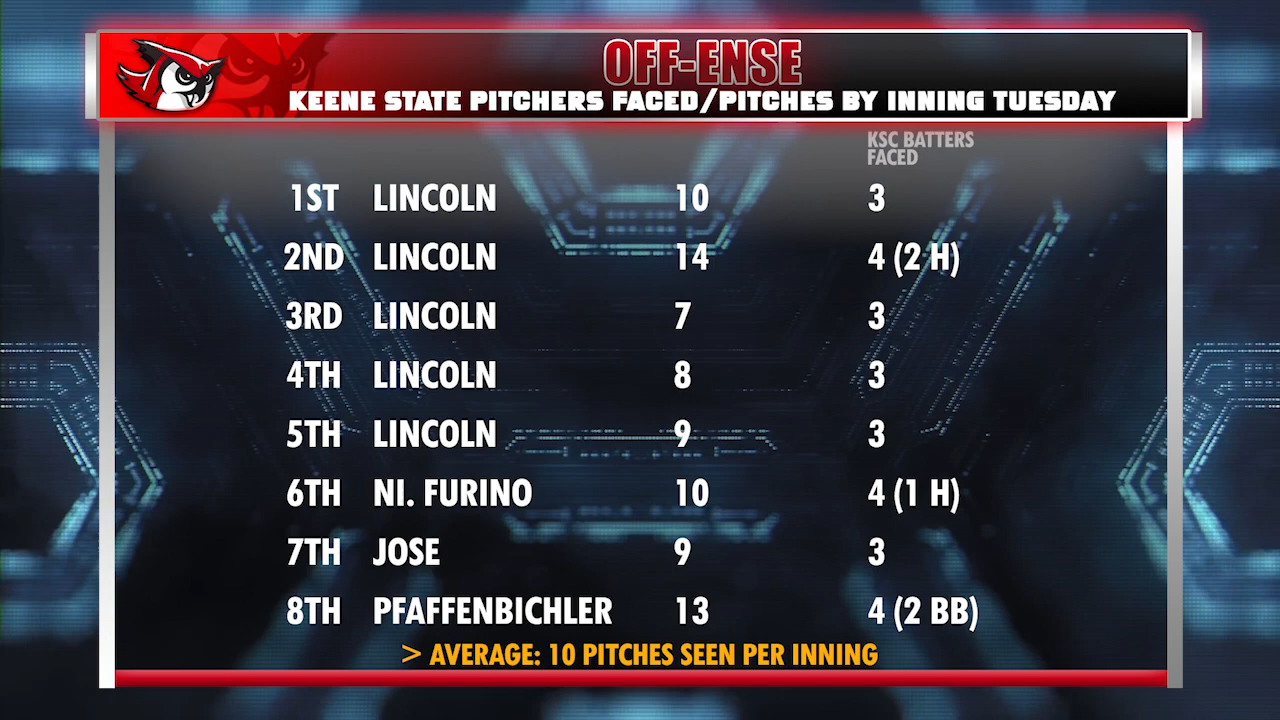 OFF-ENSE
KEENE STATE PITCHERS FACED/PITCHES BY INNING TUESDAY
KSC BATTERS
FACED
1ST LINCOLN 10 3
2ND LINCOLN 14 4 (2 H)
3RD LINCOLN 7 3
4TH LINCOLN 8 3
5TH LINCOLN 9 3
6TH NI. FURINO 10 4 (1 H)
7TH JOSE 9 3
8TH PFAFFENBICHLER 13 4 (2 BB)
> AVERAGE: 10 PITCHES SEEN PER INNING